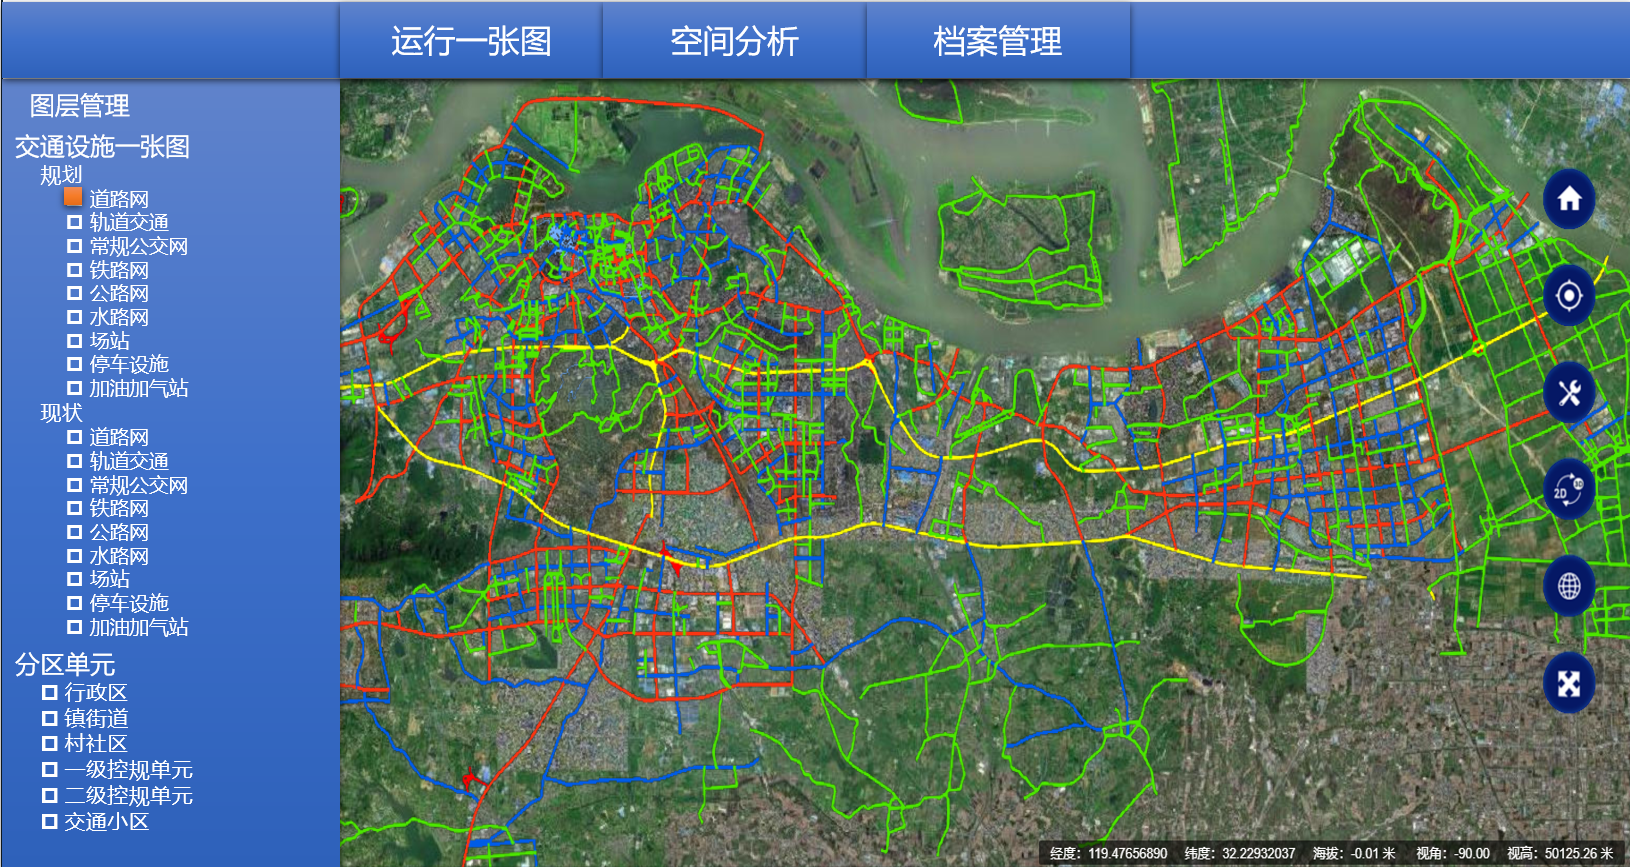 运行一张图
空间分析
档案管理
图层管理
交通设施一张图
规划
道路网
轨道交通
常规公交网
铁路网
公路网
水路网
场站
停车设施
加油加气站
现状
道路网
轨道交通
常规公交网
铁路网
公路网
水路网
场站
停车设施
加油加气站
分区单元
行政区
镇街道
村社区
一级控规单元
二级控规单元
交通小区
2D 3D
经度：119.47656890 纬度：32.22932037 海拔：-0.01 米 视角：-90.00 视高：50125.26 米